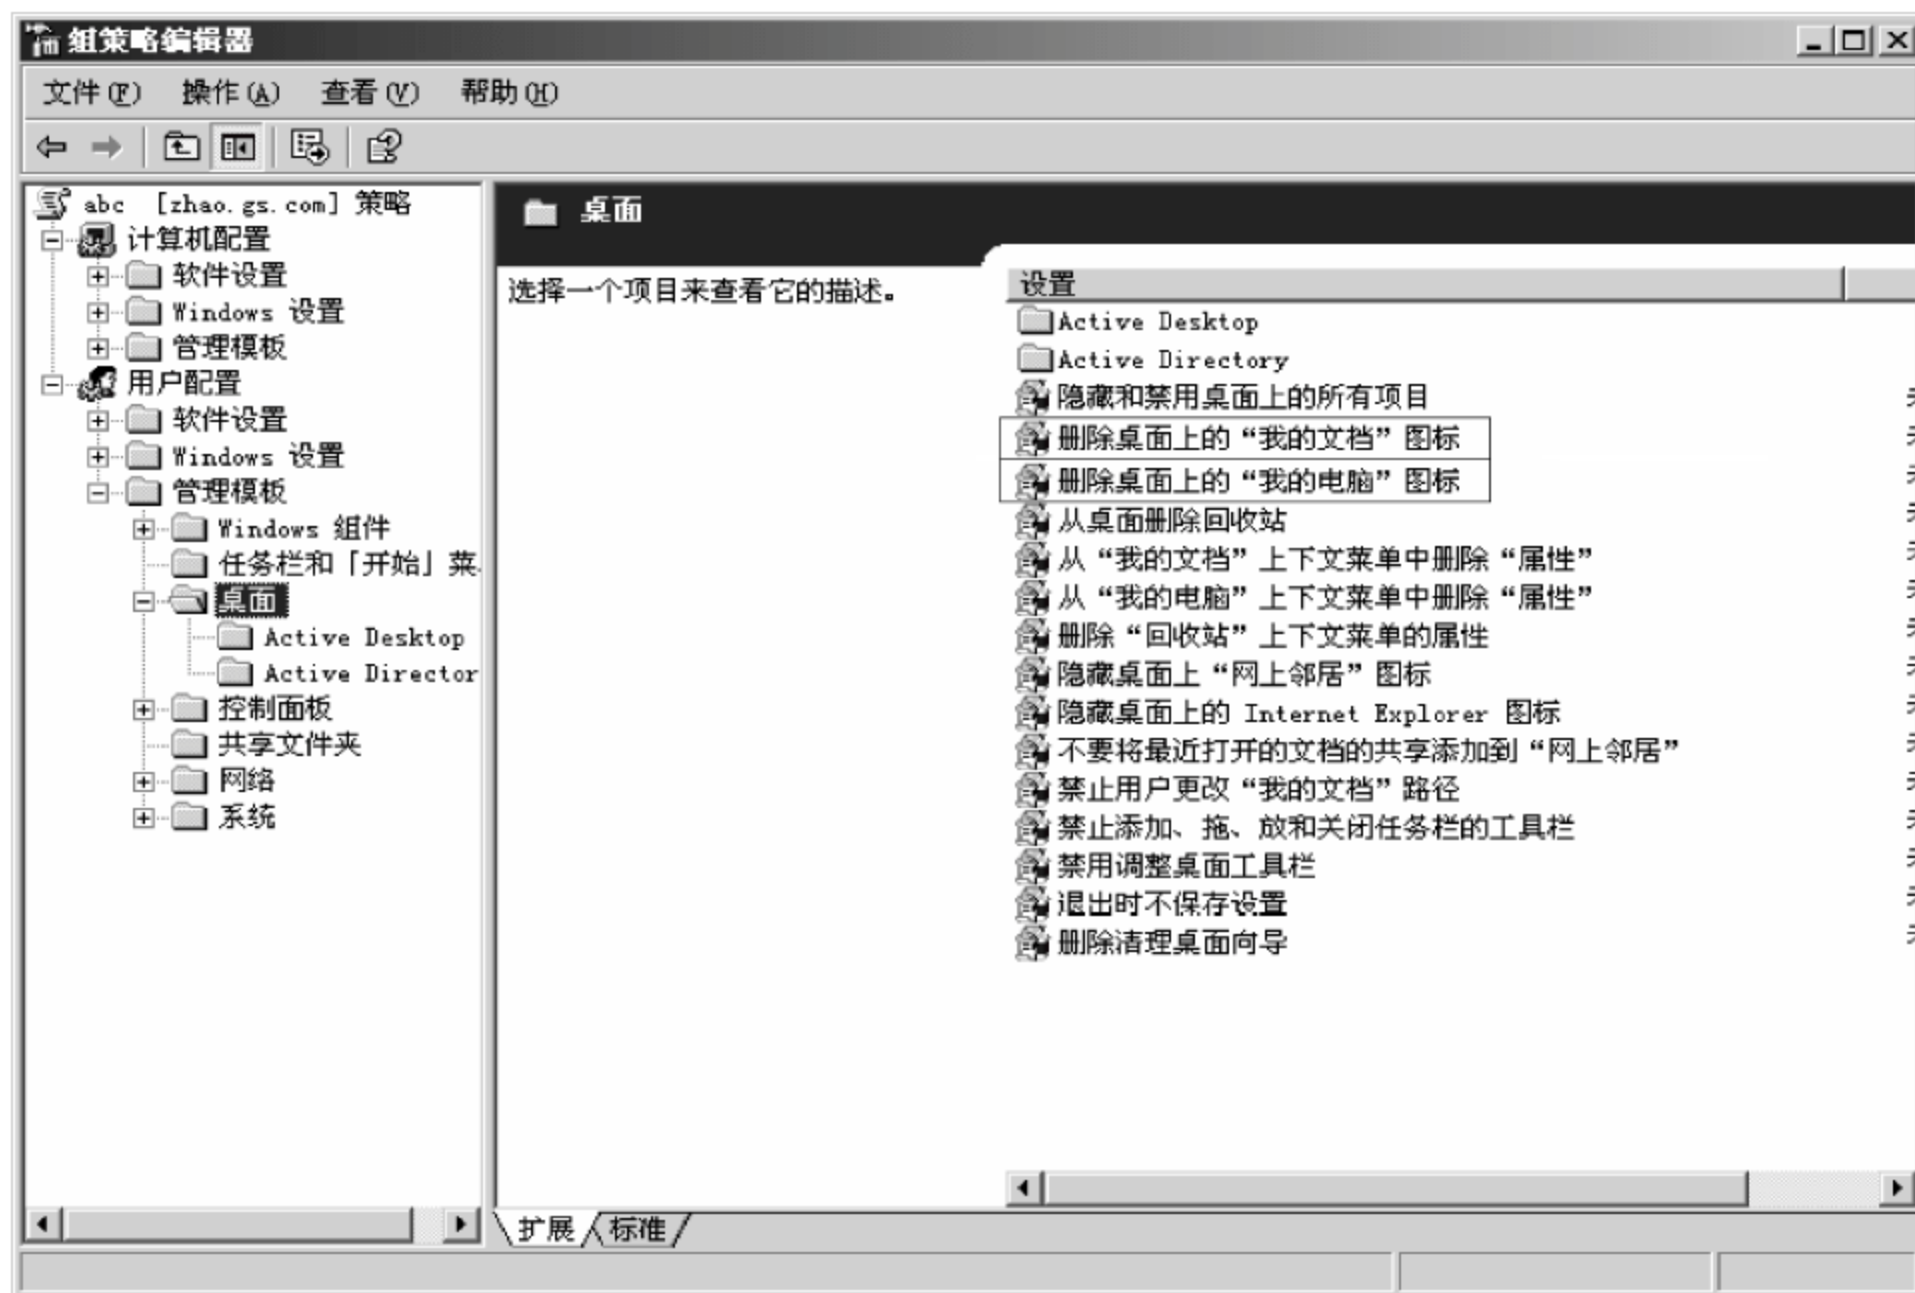 组策略编辑器
文件(F) 操作(A) 查看(V) 帮助(H)
abc [zhao.gs.com] 策略
计算机配置
软件设置
Windows 设置
管理模板
用户配置
软件设置
Windows 设置
管理模板
Windows 组件
任务栏和「开始」菜
桌面
Active Desktop
Active Director
控制面板
共享文件夹
网络
系统
桌面
选择一个项目来查看它的描述。
设置
Active Desktop
Active Directory
隐藏和禁用桌面上的所有项目
删除桌面上的“我的文档”图标
删除桌面上的“我的电脑”图标
从桌面删除回收站
从“我的文档”上下文菜单中删除“属性”
从“我的电脑”上下文菜单中删除“属性”
删除“回收站”上下文菜单的属性
隐藏桌面上“网上邻居”图标
隐藏桌面上的 Internet Explorer 图标
不要将最近打开的文档的共享添加到“网上邻居”
禁止用户更改“我的文档”路径
禁止添加、拖、放和关闭任务栏的工具栏
禁用调整桌面工具栏
退出时不保存设置
删除清理桌面向导
扩展 标准